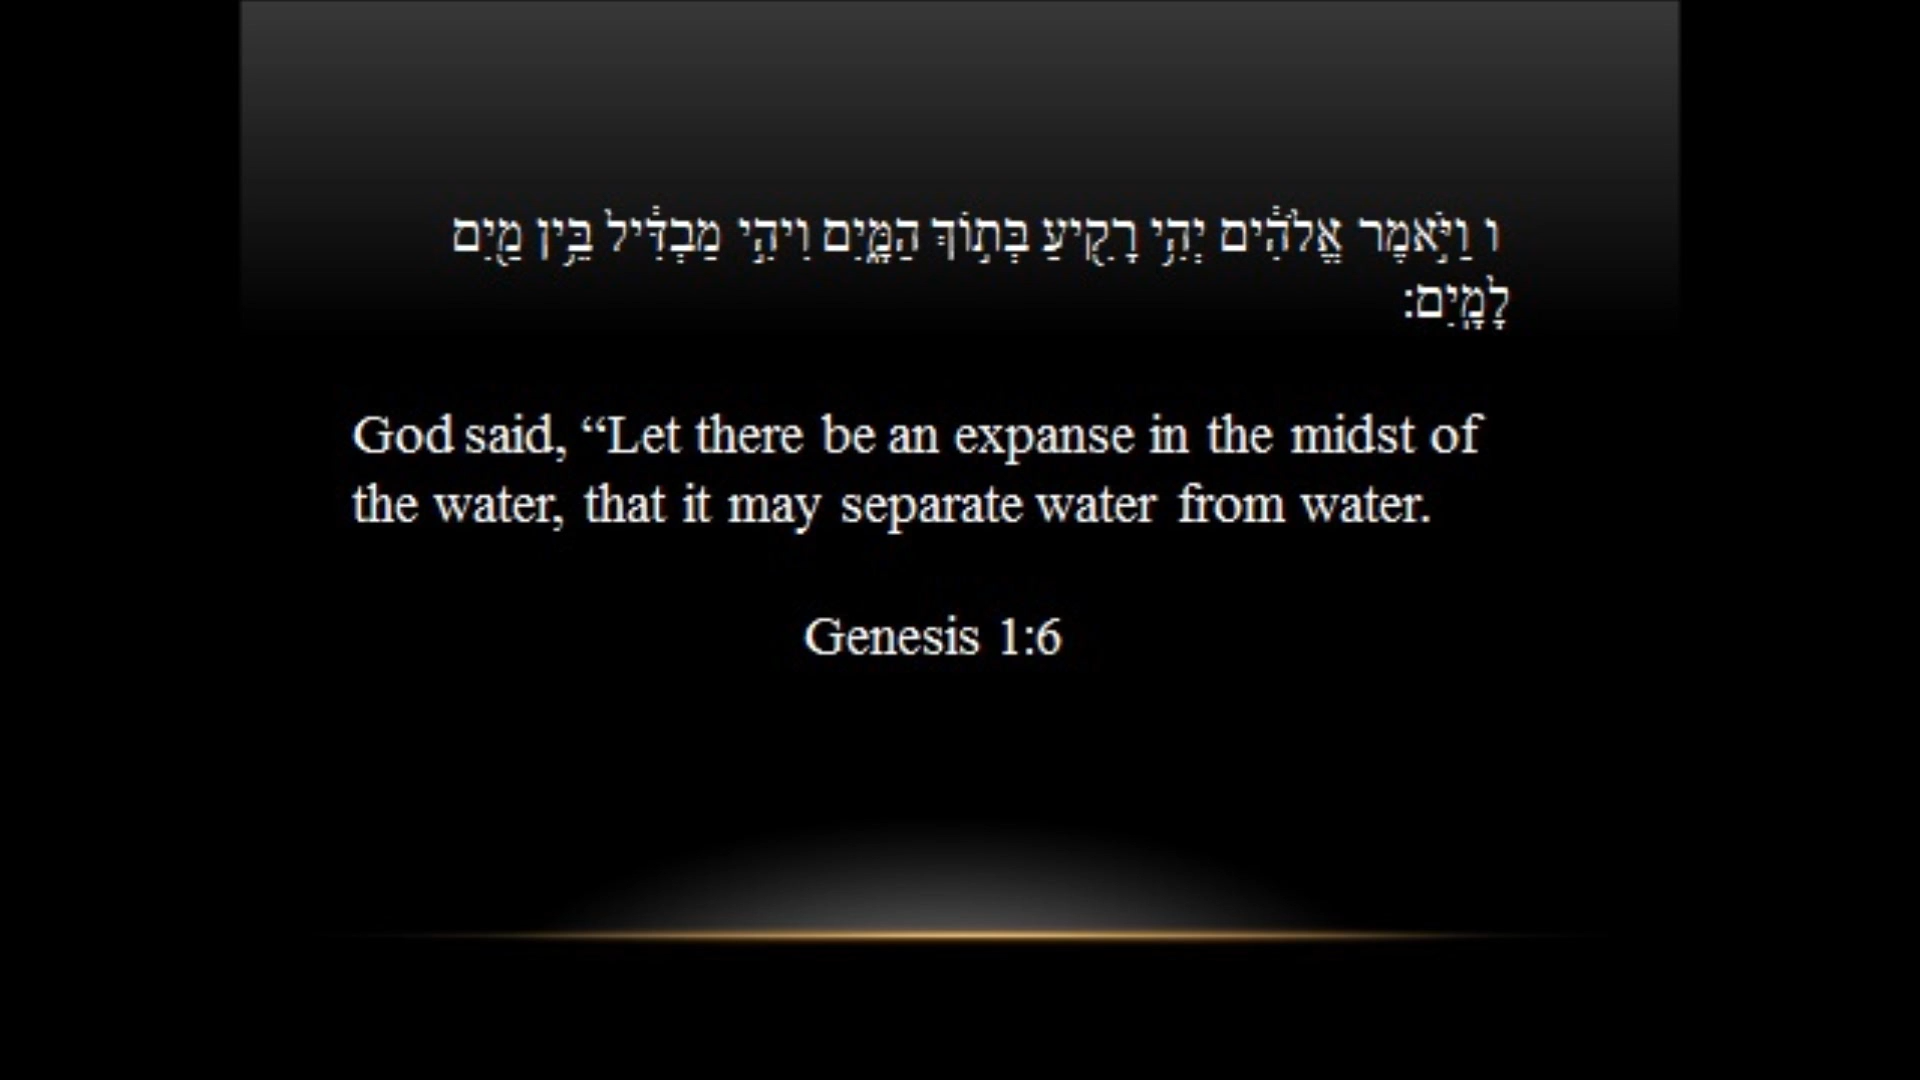 ו וַיֹּ֣אמֶר אֱלֹהִ֔ים יְהִ֥י רָקִ֖יעַ בְּת֣וֹךְ הַמָּ֑יִם וִיהִ֣י מַבְדִּ֔יל בֵּ֥ין מַ֖יִם
לָמָֽיִם:
God said, “Let there be an expanse in the midst of
the water, that it may separate water from water.
Genesis 1:6